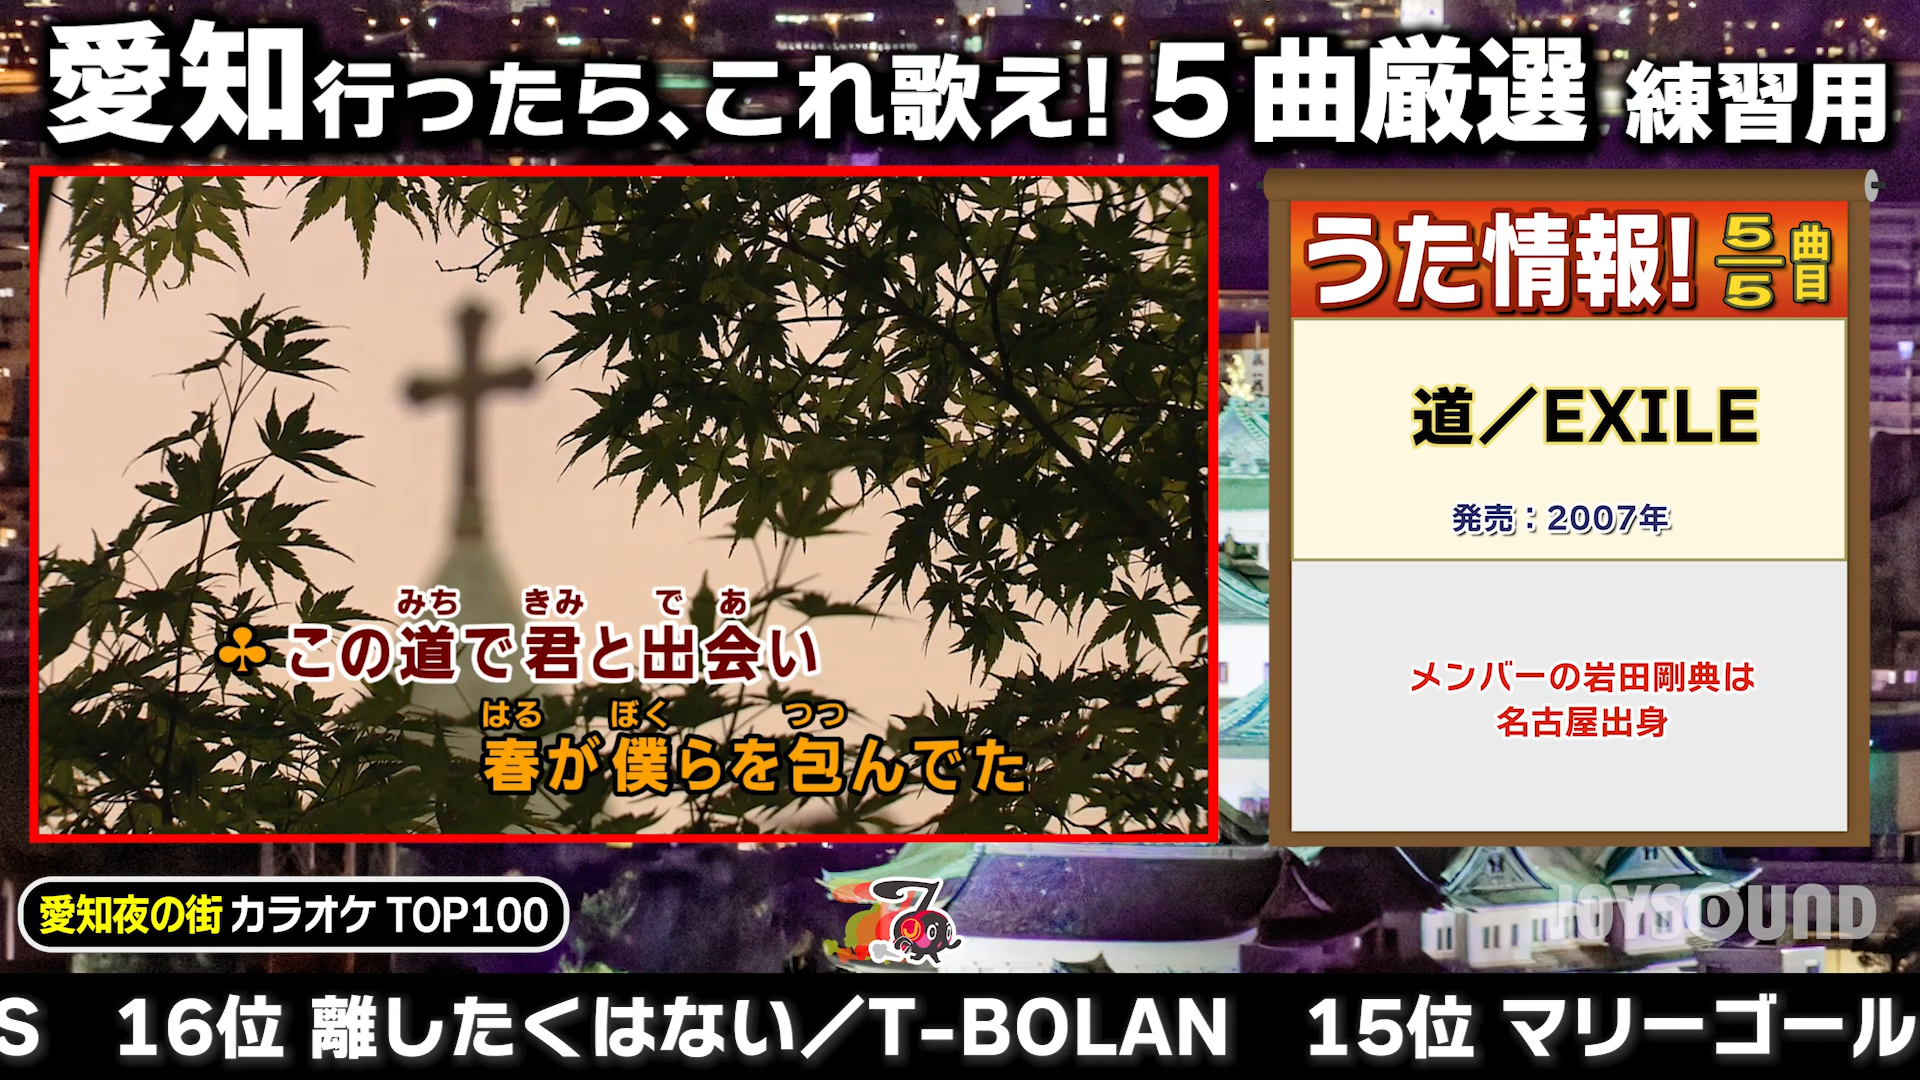 愛知行ったら、これ歌え！５曲厳選 練習用
うた情報！ 5/5 曲目
道／EXILE
発売：2007年
メンバーの岩田剛典は
名古屋出身
みち きみ で あ
♣この道で君と出会い
はる ぼく つつ
春が僕らを包んでた
愛知夜の街 カラオケ TOP100
JOYSOUND
S 16位 離したくはない／T-BOLAN 15位 マリーゴール